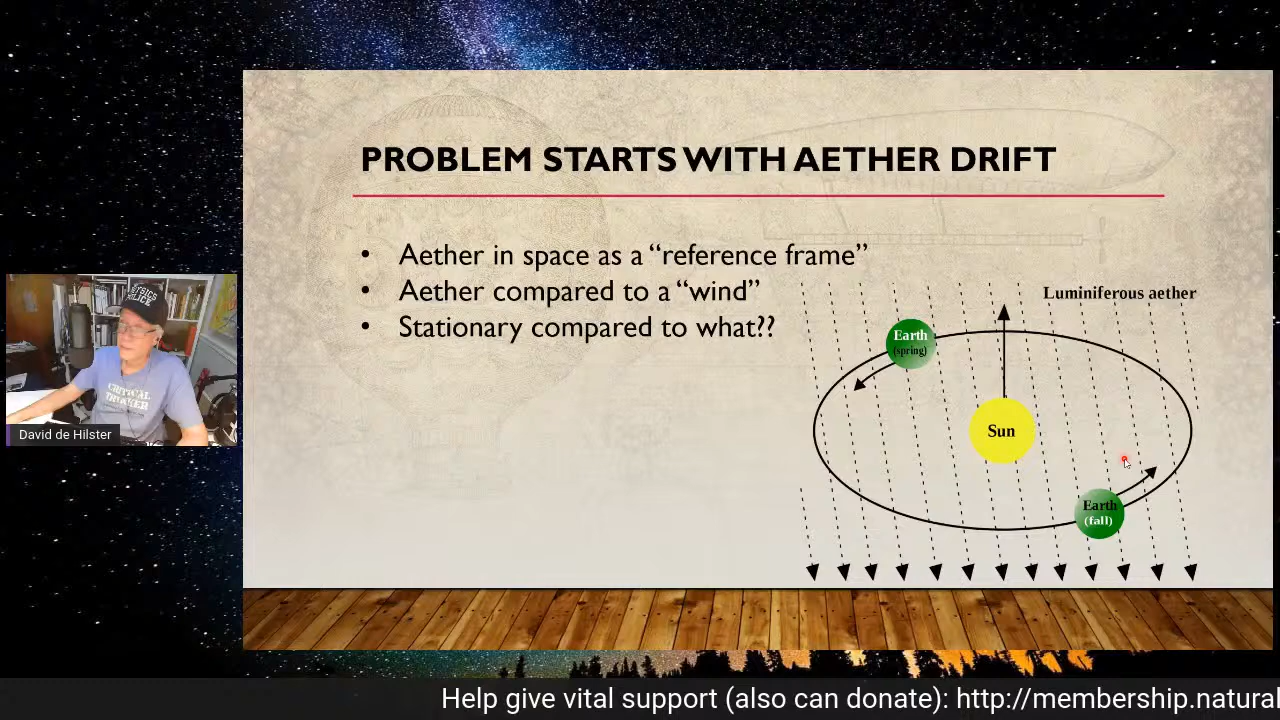 PROBLEM STARTS WITH AETHER DRIFT
• Aether in space as a “reference frame”
• Aether compared to a “wind”
• Stationary compared to what??
Luminiferous aether
Earth
(spring)
Sun
Earth
(fall)
CRITICAL
David de Hilster
Help give vital support (also can donate): http://membership.natura